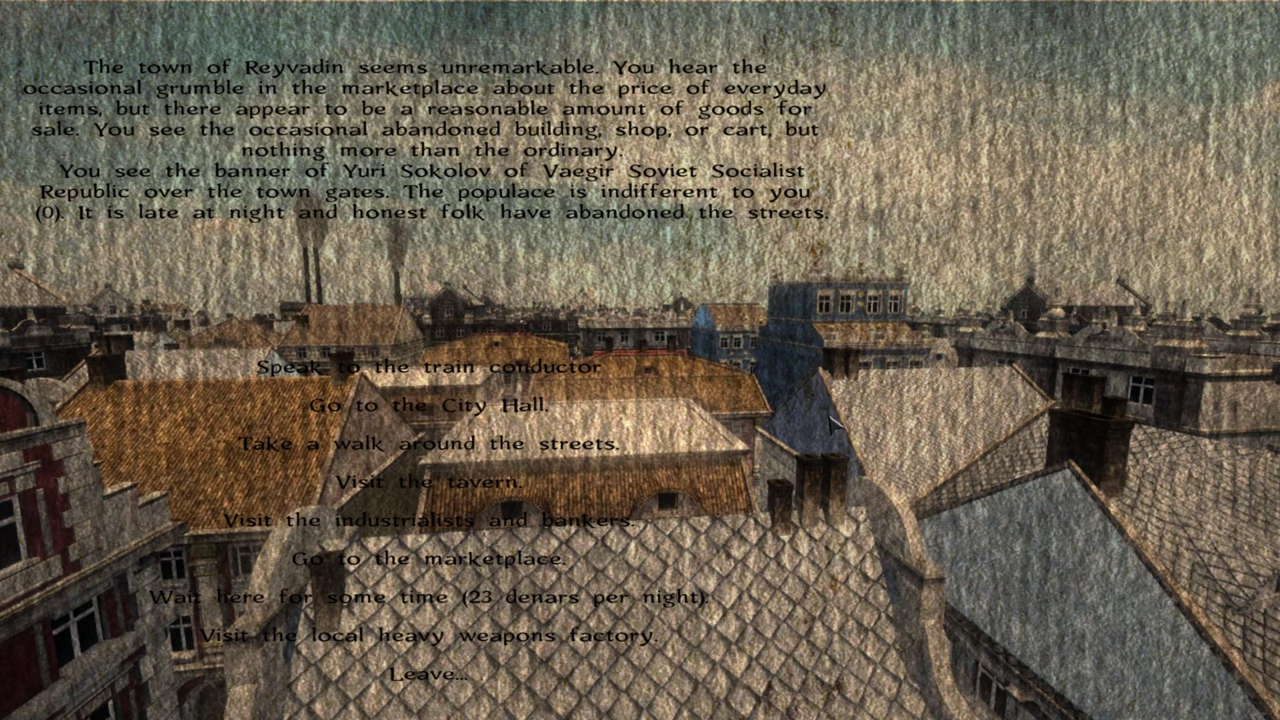 The town of Reyvadin seems unremarkable. You hear the
occasional grumble in the marketplace about the price of everyday
items, but there appear to be a reasonable amount of goods for
sale. You see the occasional abandoned building, shop, or cart, but
nothing more than the ordinary.
You see the banner of Yuri Sokolov of Vaegir Soviet Socialist
Republic over the town gates. The populace is indifferent to you
(0). It is late at night and honest folk have abandoned the streets.
Speak to the train conductor
Go to the City Hall.
Take a walk around the streets.
Visit the tavern.
Visit the industrialists and bankers.
Go to the marketplace.
Wait here for some time (23 denars per night).
Visit the local heavy weapons factory.
Leave...